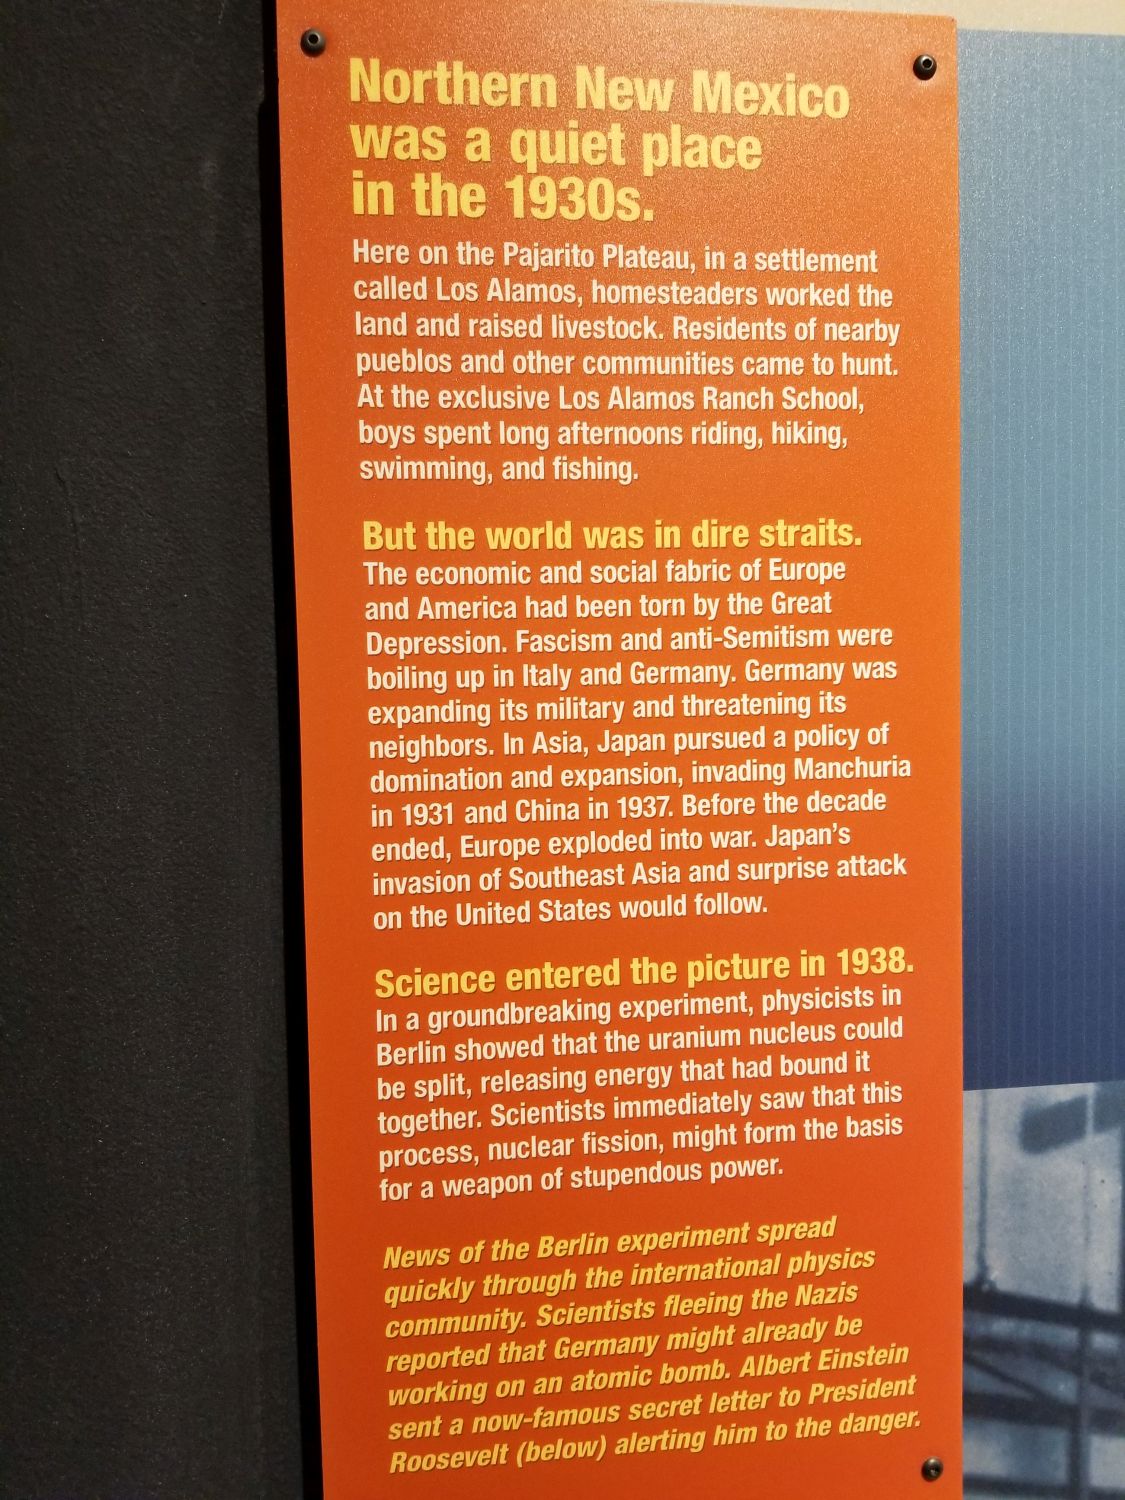 Northern New Mexico
was a quiet place
in the 1930s.
Here on the Pajarito Plateau, in a settlement
called Los Alamos, homesteaders worked the
land and raised livestock. Residents of nearby
pueblos and other communities came to hunt.
At the exclusive Los Alamos Ranch School,
boys spent long afternoons riding, hiking,
swimming, and fishing.
But the world was in dire straits.
The economic and social fabric of Europe
and America had been torn by the Great
Depression. Fascism and anti-Semitism were
boiling up in Italy and Germany. Germany was
expanding its military and threatening its
neighbors. In Asia, Japan pursued a policy of
domination and expansion, invading Manchuria
in 1931 and China in 1937. Before the decade
ended, Europe exploded into war. Japan's
invasion of Southeast Asia and surprise attack
on the United States would follow.
Science entered the picture in 1938.
In a groundbreaking experiment, physicists in
Berlin showed that the uranium nucleus could
be split, releasing energy that had bound it
together. Scientists immediately saw that this
process, nuclear fission, might form the basis
for a weapon of stupendous power.
News of the Berlin experiment spread
quickly through the international physics
community. Scientists fleeing the Nazis
reported that Germany might already be
working on an atomic bomb. Albert Einstein
sent a now-famous secret letter to President
Roosevelt (below) alerting him to the danger.